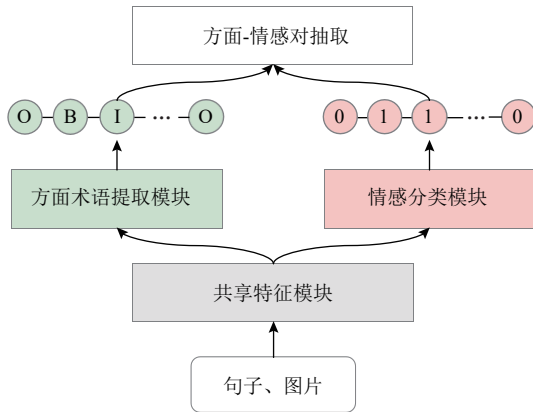 方面-情感对抽取
O B I ··· O
0 1 1 ··· 0
方面术语提取模块
情感分类模块
共享特征模块
句子、图片